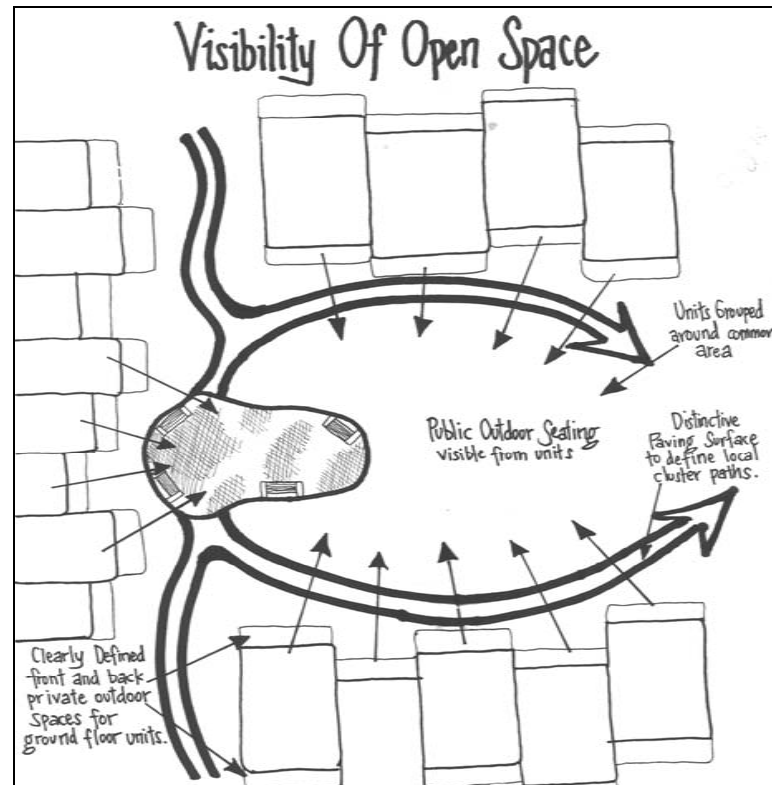 Visibility Of Open Space
Units Grouped
around common
area
Public Outdoor Seating
visible from units
Distinctive
Paving Surface
to define local
cluster paths.
Clearly Defined
front and back
private outdoor
spaces for
ground floor units.